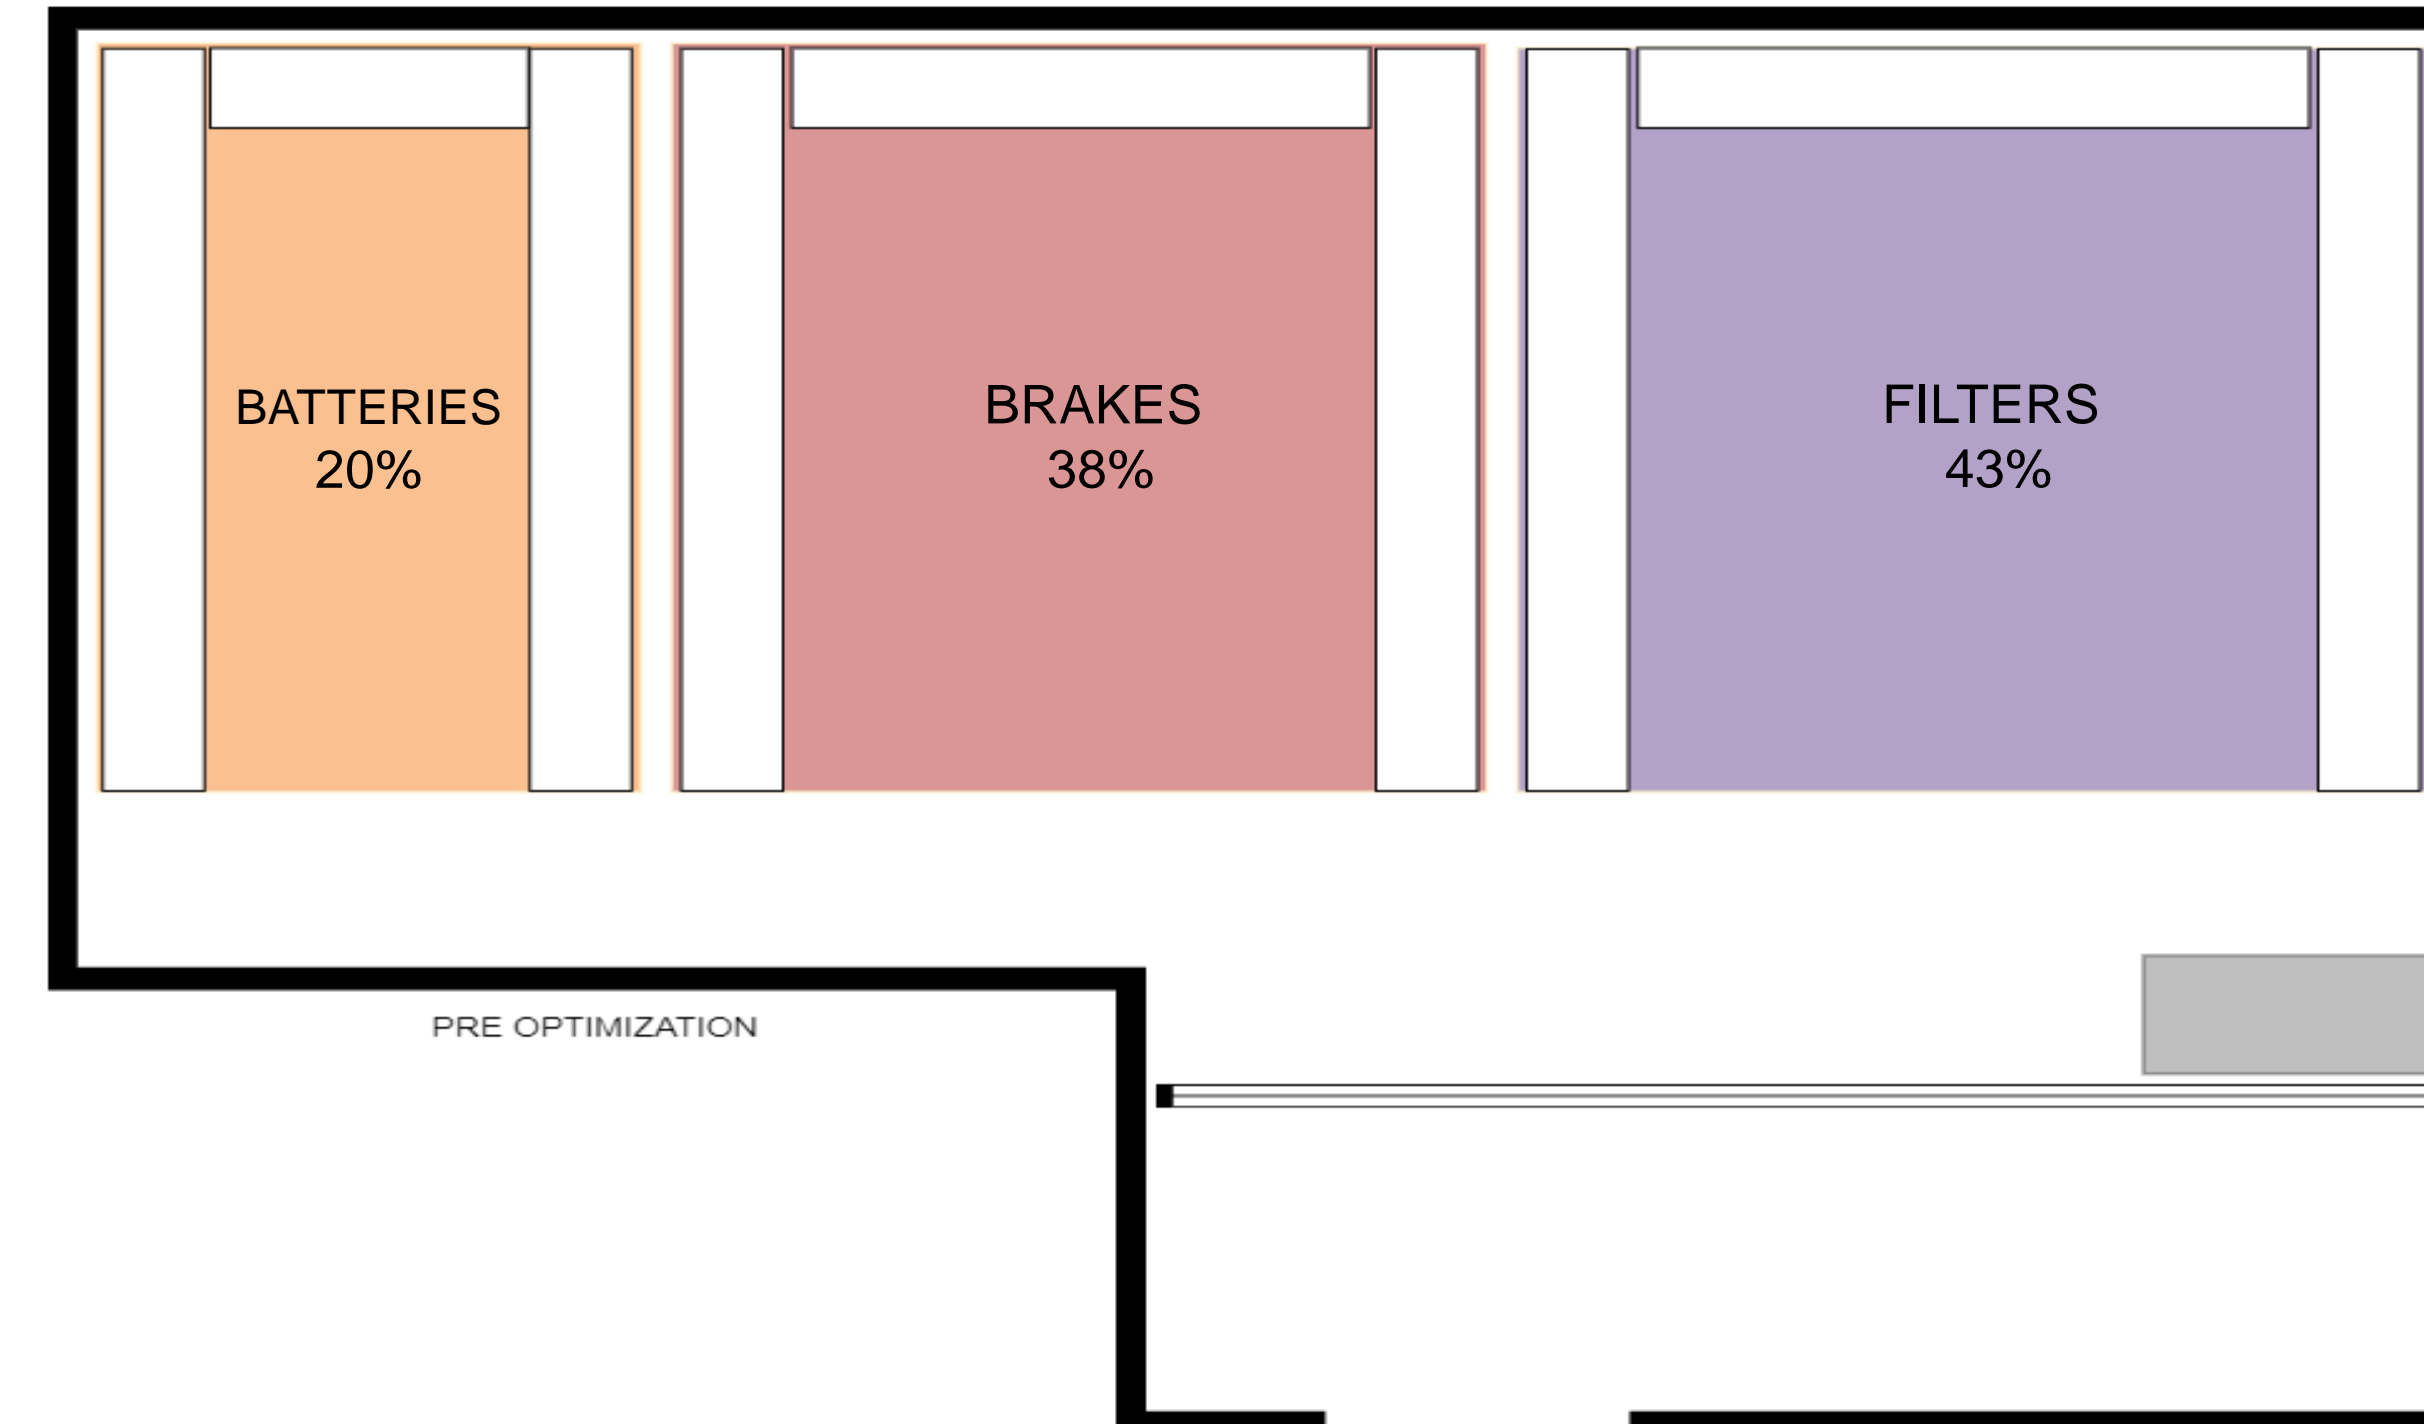 BATTERIES
20%
BRAKES
38%
FILTERS
43%
PRE OPTIMIZATION